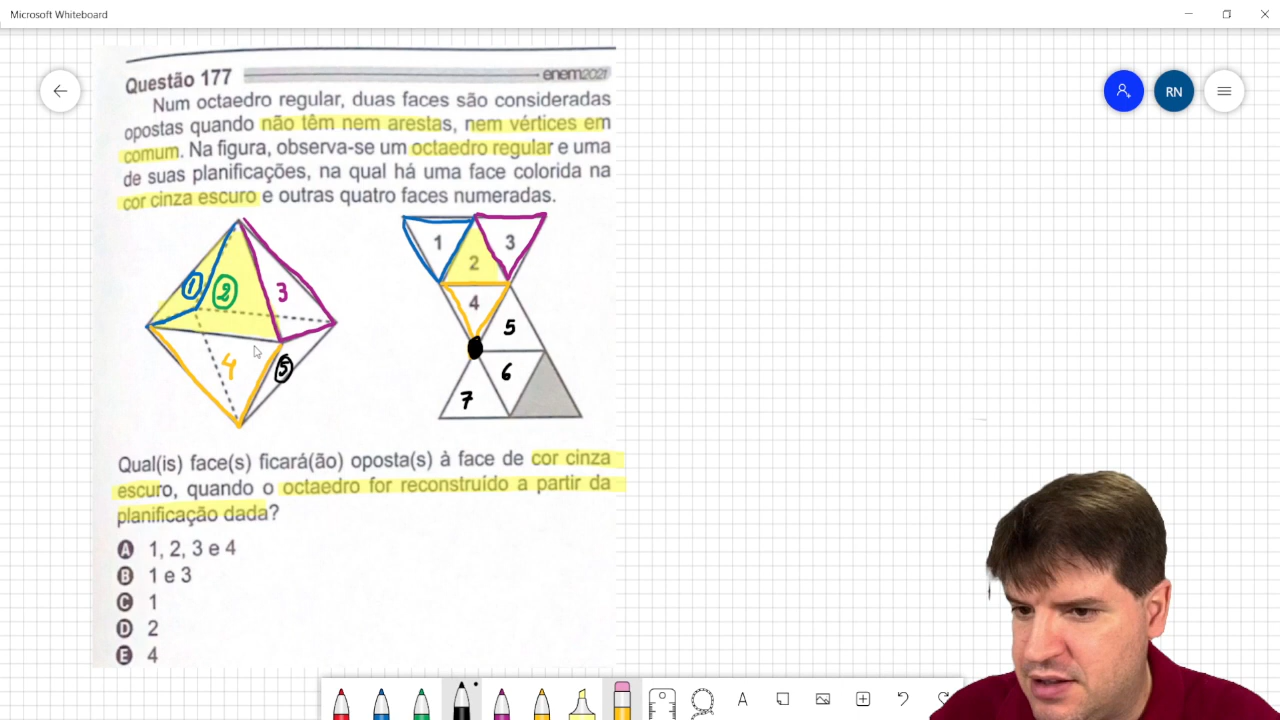 Microsoft Whiteboard
RN
Questão 177
enem2021
Num octaedro regular, duas faces são consideradas
opostas quando não têm nem arestas, nem vértices em
comum. Na figura, observa-se um octaedro regular e uma
de suas planificações, na qual há uma face colorida na
cor cinza escuro e outras quatro faces numeradas.
1 2 3
4 5
1 3
2
4
5
6
7
Qual(is) face(s) ficará(ão) oposta(s) à face de cor cinza
escuro, quando o octaedro for reconstruído a partir da
planificação dada?
A 1, 2, 3 e 4
B 1 e 3
C 1
D 2
E 4
A